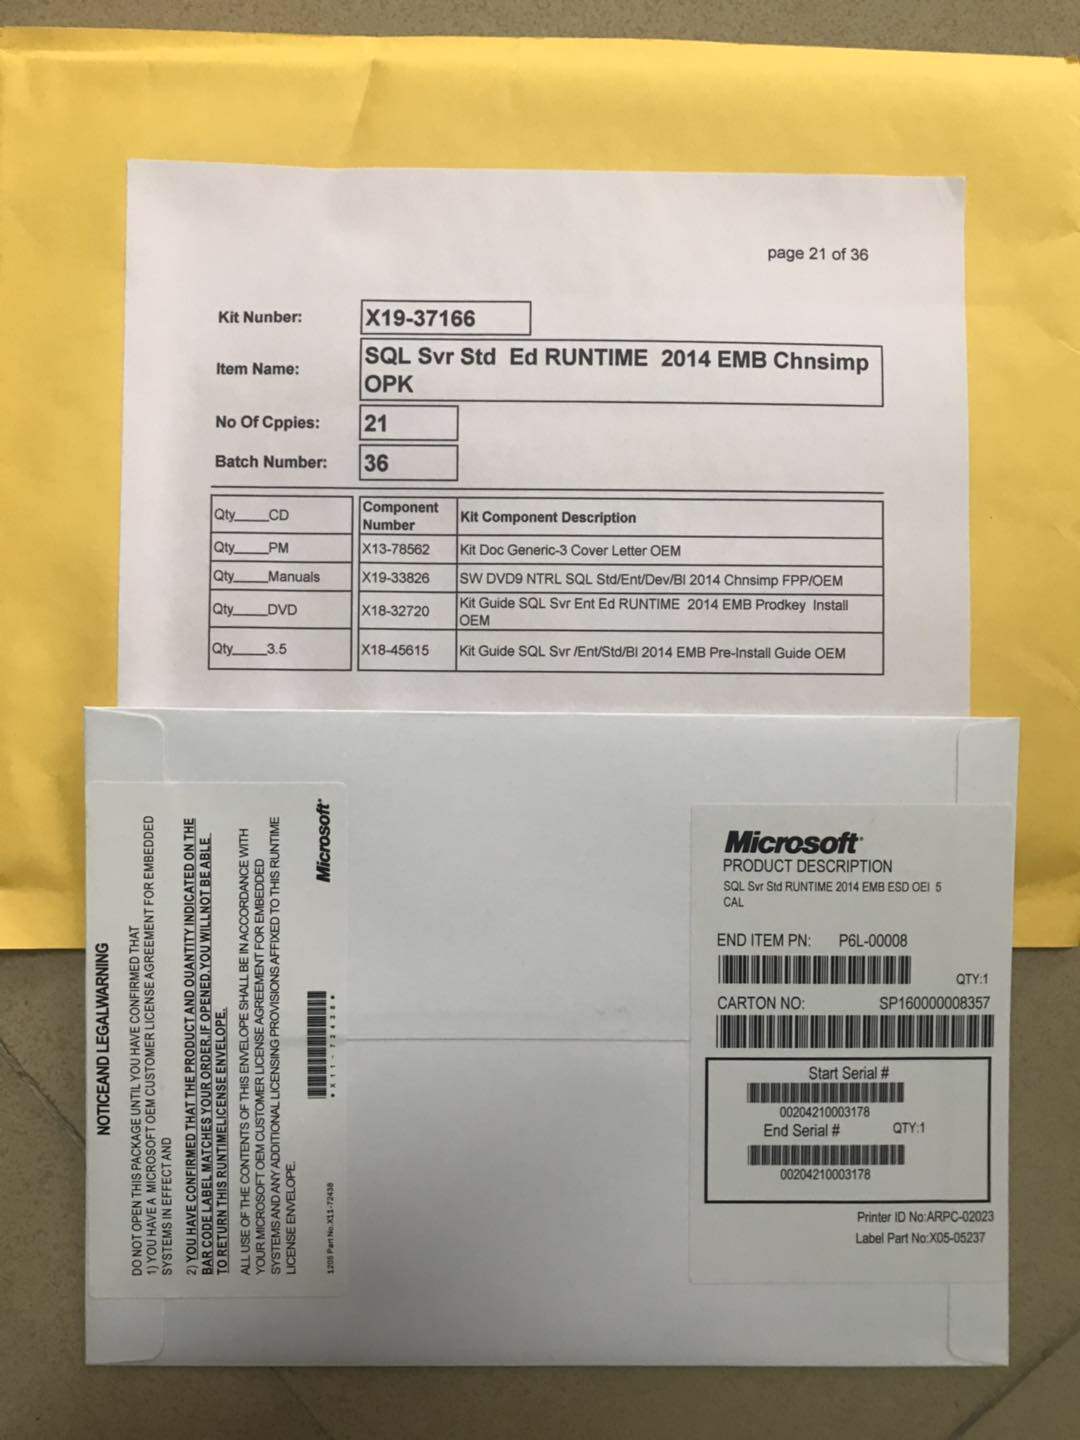 page 21 of 36
Kit Nunber: X19-37166
Item Name: SQL Svr Std Ed RUNTIME 2014 EMB Chnsimp
OPK
No Of Cppies: 21
Batch Number: 36
Qty____CD Component Number Kit Component Description
Qty____PM X13-78562 Kit Doc Generic-3 Cover Letter OEM
Qty____Manuals X19-33826 SW DVD9 NTRL SQL Std/Ent/Dev/BI 2014 Chnsimp FPP/OEM
Qty____DVD X18-32720 Kit Guide SQL Svr Ent Ed RUNTIME 2014 EMB Prodkey Install
OEM
Qty____3.5 X18-45615 Kit Guide SQL Svr /Ent/Std/BI 2014 EMB Pre-Install Guide OEM
NOTICEAND LEGALWARNING
DO NOT OPEN THIS PACKAGE UNTIL YOU HAVE CONFIRMED THAT
1) YOU HAVE A MICROSOFT OEM CUSTOMER LICENSE AGREEMENT FOR EMBEDDED
SYSTEMS IN EFFECT AND
2) YOU HAVE CONFIRMED THAT THE PRODUCT AND QUANTITY INDICATED ON THE
BAR CODE LABEL MATCHES YOUR ORDER.IF OPENED,YOU WILLNOT BE ABLE
TO RETURN THIS RUNTIMELICENSE ENVELOPE.
ALL USE OF THE CONTENTS OF THIS ENVELOPE SHALL BE IN ACCORDANCE WITH
YOUR MICROSOFT OEM CUSTOMER LICENSE AGREEMENT FOR EMBEDDED
SYSTEMS AND ANY ADDITIONAL LICENSING PROVISIONS AFFIXED TO THIS RUNTIME
LICENSE ENVELOPE.
1205 Part No.X11-72438
*X11-72438*
Microsoft
Microsoft
PRODUCT DESCRIPTION
SQL Svr Std RUNTIME 2014 EMB ESD OEI 5
CAL
END ITEM PN: P6L-00008
QTY:1
CARTON NO: SP160000008357
Start Serial #
00204210003178
End Serial # QTY:1
00204210003178
Printer ID No:ARPC-02023
Label Part No:X05-05237